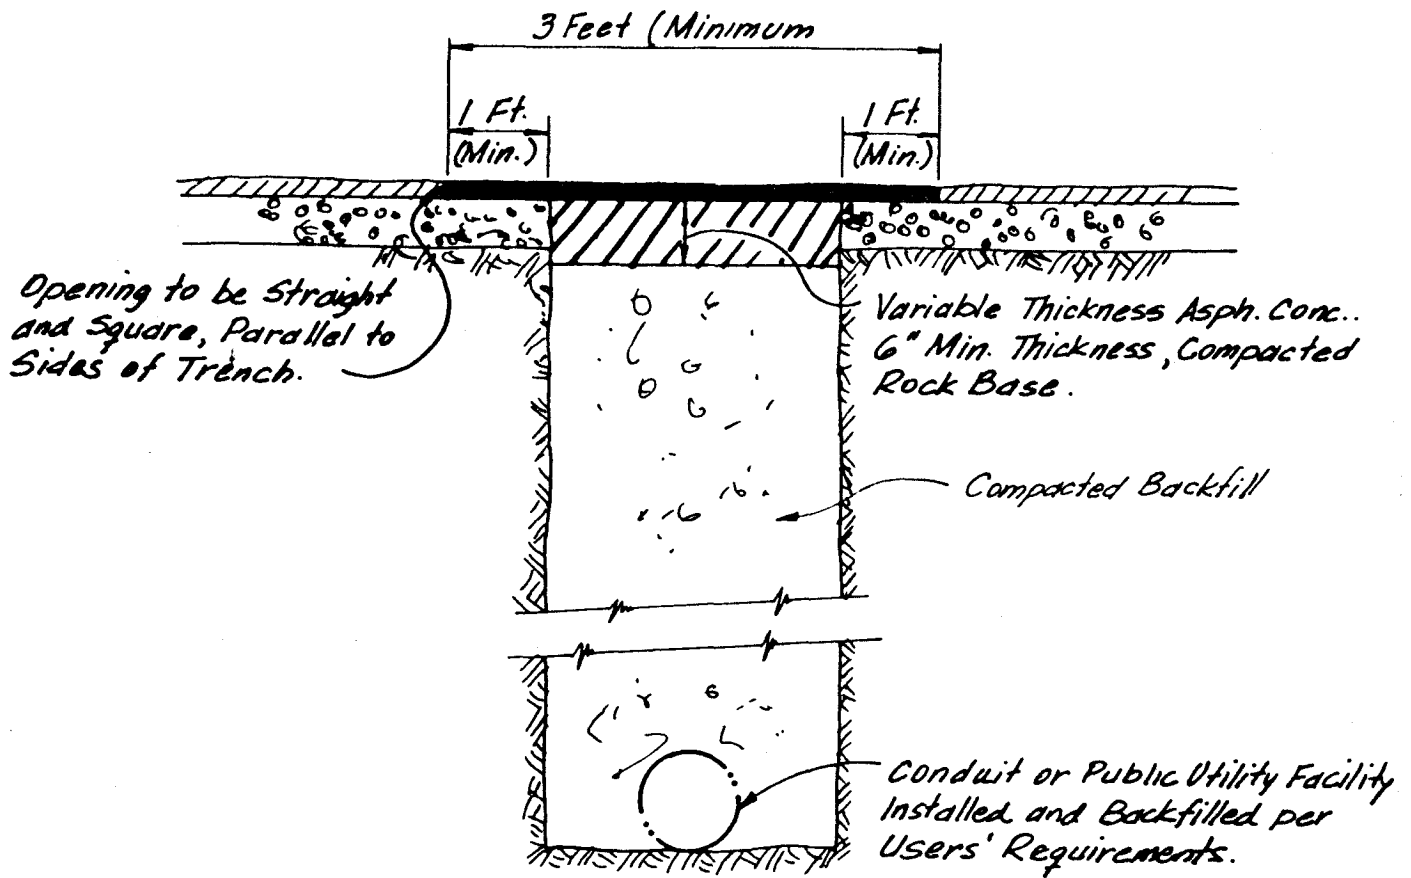 3 Feet (Minimum
1 Ft.
(Min.)
1 Ft.
(Min.)
Opening to be Straight
and Square, Parallel to
Sides of Trench.
Variable Thickness Asph. Conc..
6" Min. Thickness, Compacted
Rock Base.
Compacted Backfill
Conduit or Public Utility Facility
Installed and Backfilled per
Users' Requirements.